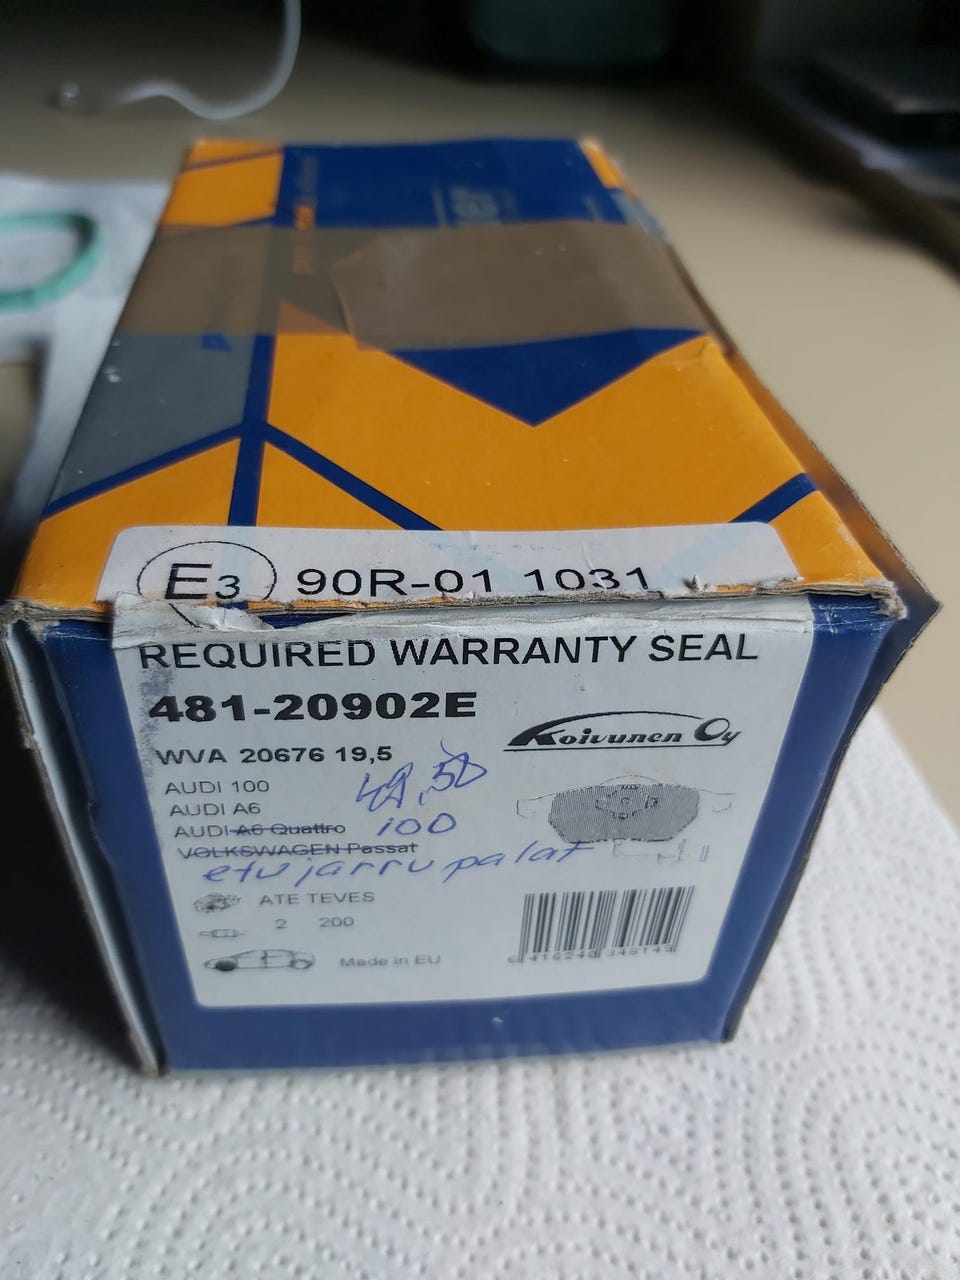 E3 90R-01 1031
REQUIRED WARRANTY SEAL
481-20902E
Koivunen Oy
WVA 20676 19,5
49,50
AUDI 100
AUDI A6
AUDI A6 Quattro
100
VOLKSWAGEN Passat
etujarrupalat
ATE TEVES
2 200
Made in EU